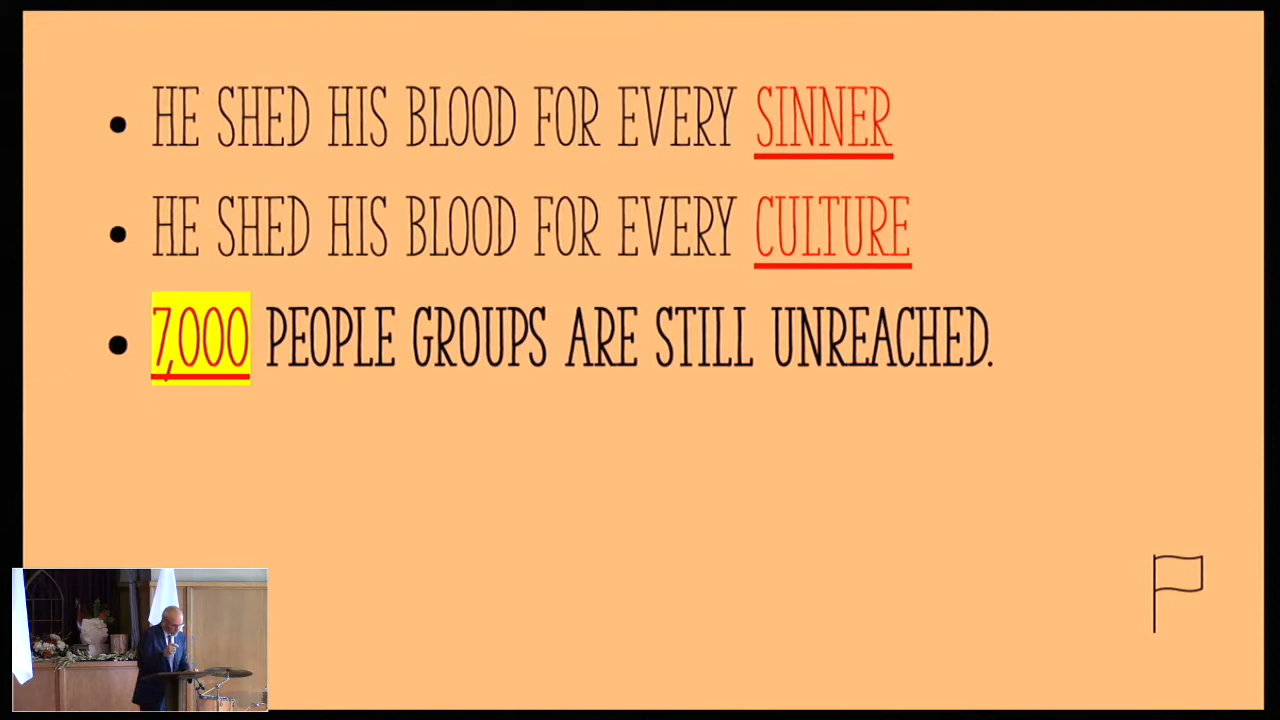 HE SHED HIS BLOOD FOR EVERY SINNER
HE SHED HIS BLOOD FOR EVERY CULTURE
7,000 PEOPLE GROUPS ARE STILL UNREACHED.